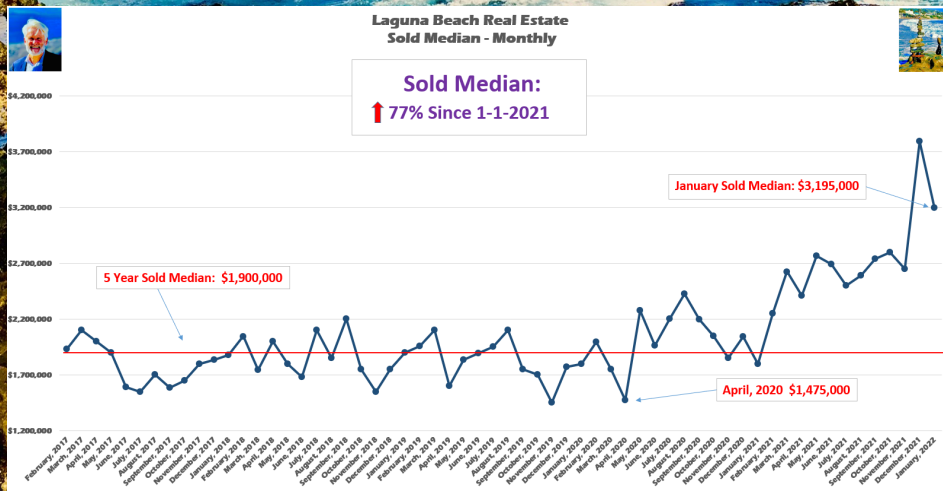 Laguna Beach Real Estate
Sold Median - Monthly
Sold Median:
77% Since 1-1-2021
$4,200,000
$3,700,000
$3,200,000
$2,700,000
$2,200,000
$1,700,000
$1,200,000
January Sold Median: $3,195,000
5 Year Sold Median: $1,900,000
April, 2020 $1,475,000
February, 2017
March, 2017
April, 2017
May, 2017
June, 2017
July, 2017
August, 2017
September, 2017
October, 2017
November, 2017
December, 2017
January, 2018
February, 2018
March, 2018
April, 2018
May, 2018
June, 2018
July, 2018
August, 2018
September, 2018
October, 2018
November, 2018
December, 2018
January, 2019
February, 2019
March, 2019
April, 2019
May, 2019
June, 2019
July, 2019
August, 2019
September, 2019
October, 2019
November, 2019
December, 2019
January, 2020
February, 2020
March, 2020
April, 2020
May, 2020
June, 2020
July, 2020
August, 2020
September, 2020
October, 2020
November, 2020
December, 2020
January, 2021
February, 2021
March, 2021
April, 2021
May, 2021
June, 2021
July, 2021
August, 2021
September, 2021
October, 2021
November, 2021
December, 2021
January, 2022